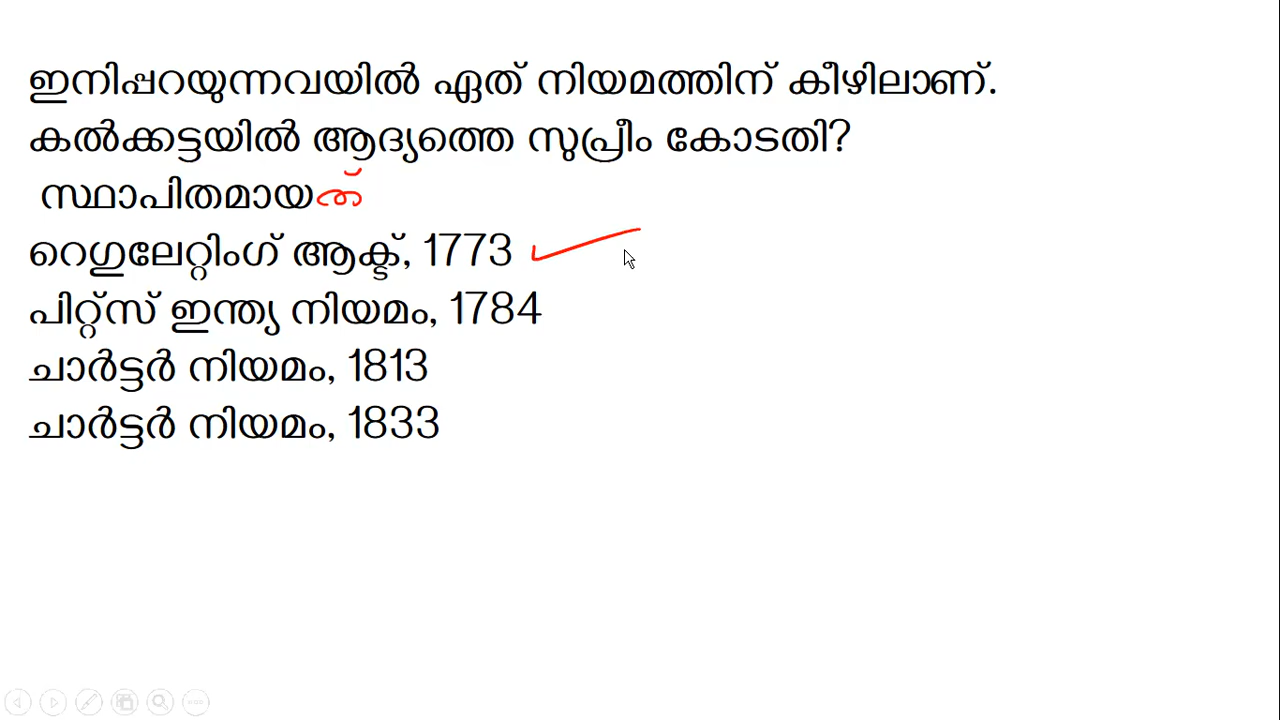 ഇനിപ്പറയുന്നവയിൽ ഏത് നിയമത്തിന് കീഴിലാണ്.
കൽക്കട്ടയിൽ ആദ്യത്തെ സുപ്രീം കോടതി?
സ്ഥാപിതമായത്
റെഗുലേറ്റിംഗ് ആക്ട്, 1773
പിറ്റ്സ് ഇന്ത്യ നിയമം, 1784
ചാർട്ടർ നിയമം, 1813
ചാർട്ടർ നിയമം, 1833